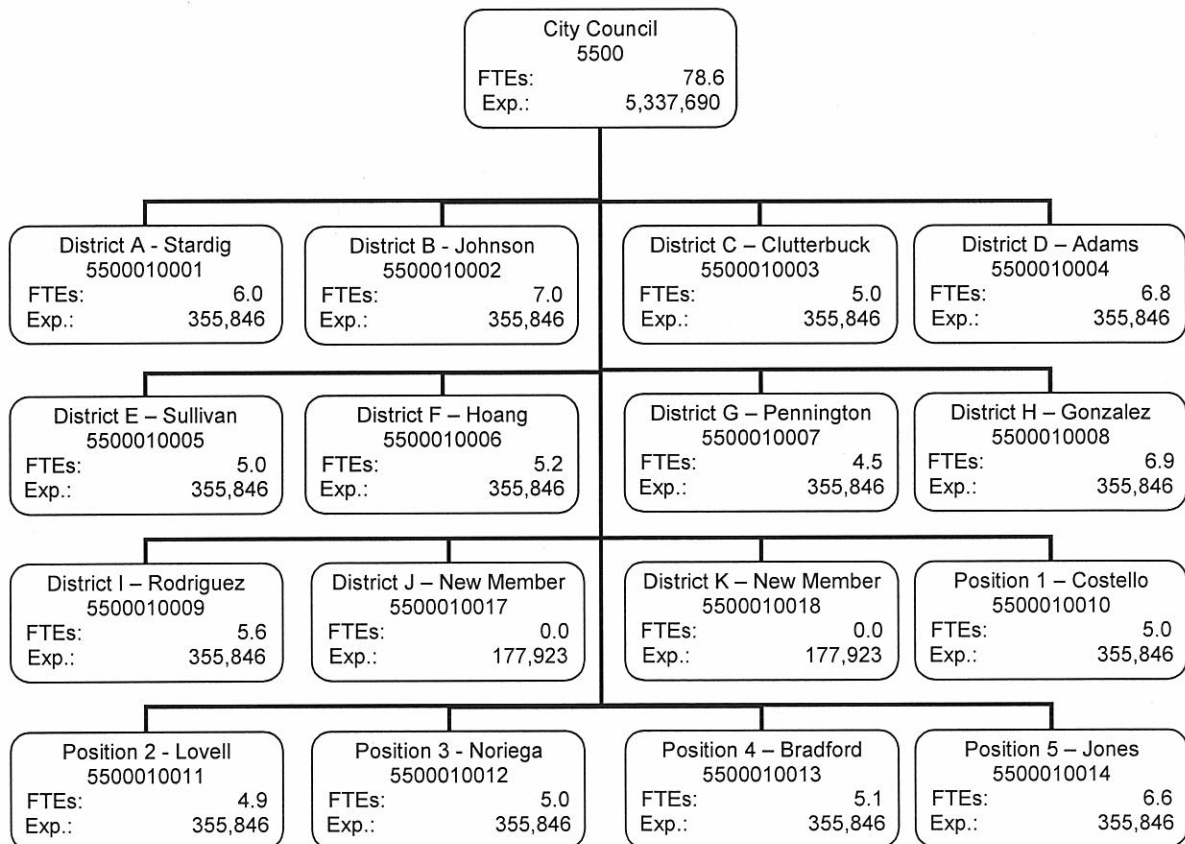 City Council
5500
FTEs: 78.6
Exp.: 5,337,690
District A - Stardig
5500010001
FTEs: 6.0
Exp.: 355,846
District B - Johnson
5500010002
FTEs: 7.0
Exp.: 355,846
District C – Clutterbuck
5500010003
FTEs: 5.0
Exp.: 355,846
District D – Adams
5500010004
FTEs: 6.8
Exp.: 355,846
District E – Sullivan
5500010005
FTEs: 5.0
Exp.: 355,846
District F – Hoang
5500010006
FTEs: 5.2
Exp.: 355,846
District G – Pennington
5500010007
FTEs: 4.5
Exp.: 355,846
District H – Gonzalez
5500010008
FTEs: 6.9
Exp.: 355,846
District I – Rodriguez
5500010009
FTEs: 5.6
Exp.: 355,846
District J – New Member
5500010017
FTEs: 0.0
Exp.: 177,923
District K – New Member
5500010018
FTEs: 0.0
Exp.: 177,923
Position 1 – Costello
5500010010
FTEs: 5.0
Exp.: 355,846
Position 2 - Lovell
5500010011
FTEs: 4.9
Exp.: 355,846
Position 3 - Noriega
5500010012
FTEs: 5.0
Exp.: 355,846
Position 4 – Bradford
5500010013
FTEs: 5.1
Exp.: 355,846
Position 5 – Jones
5500010014
FTEs: 6.6
Exp.: 355,846